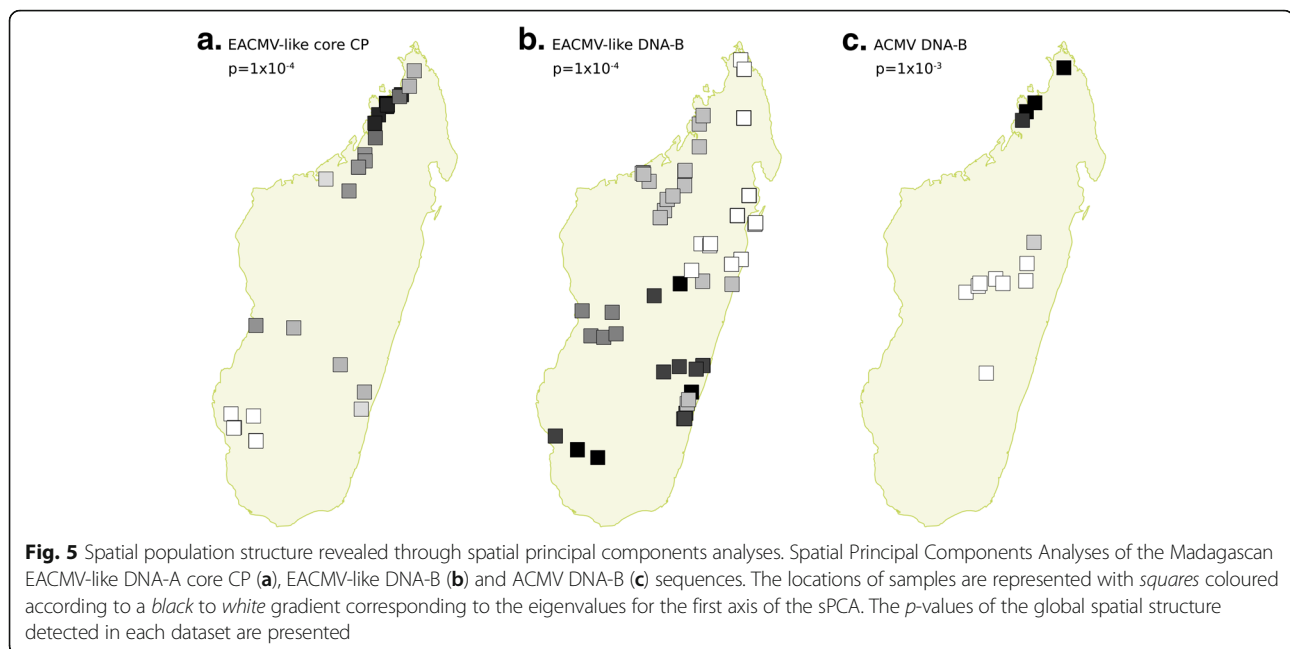 a. EACMV-like core CP
p=1x10⁻⁴
b. EACMV-like DNA-B
p=1x10⁻⁴
c. ACMV DNA-B
p=1x10⁻³
Fig. 5 Spatial population structure revealed through spatial principal components analyses. Spatial Principal Components Analyses of the Madagascan
EACMV-like DNA-A core CP (a), EACMV-like DNA-B (b) and ACMV DNA-B (c) sequences. The locations of samples are represented with squares coloured
according to a black to white gradient corresponding to the eigenvalues for the first axis of the sPCA. The p-values of the global spatial structure
detected in each dataset are presented